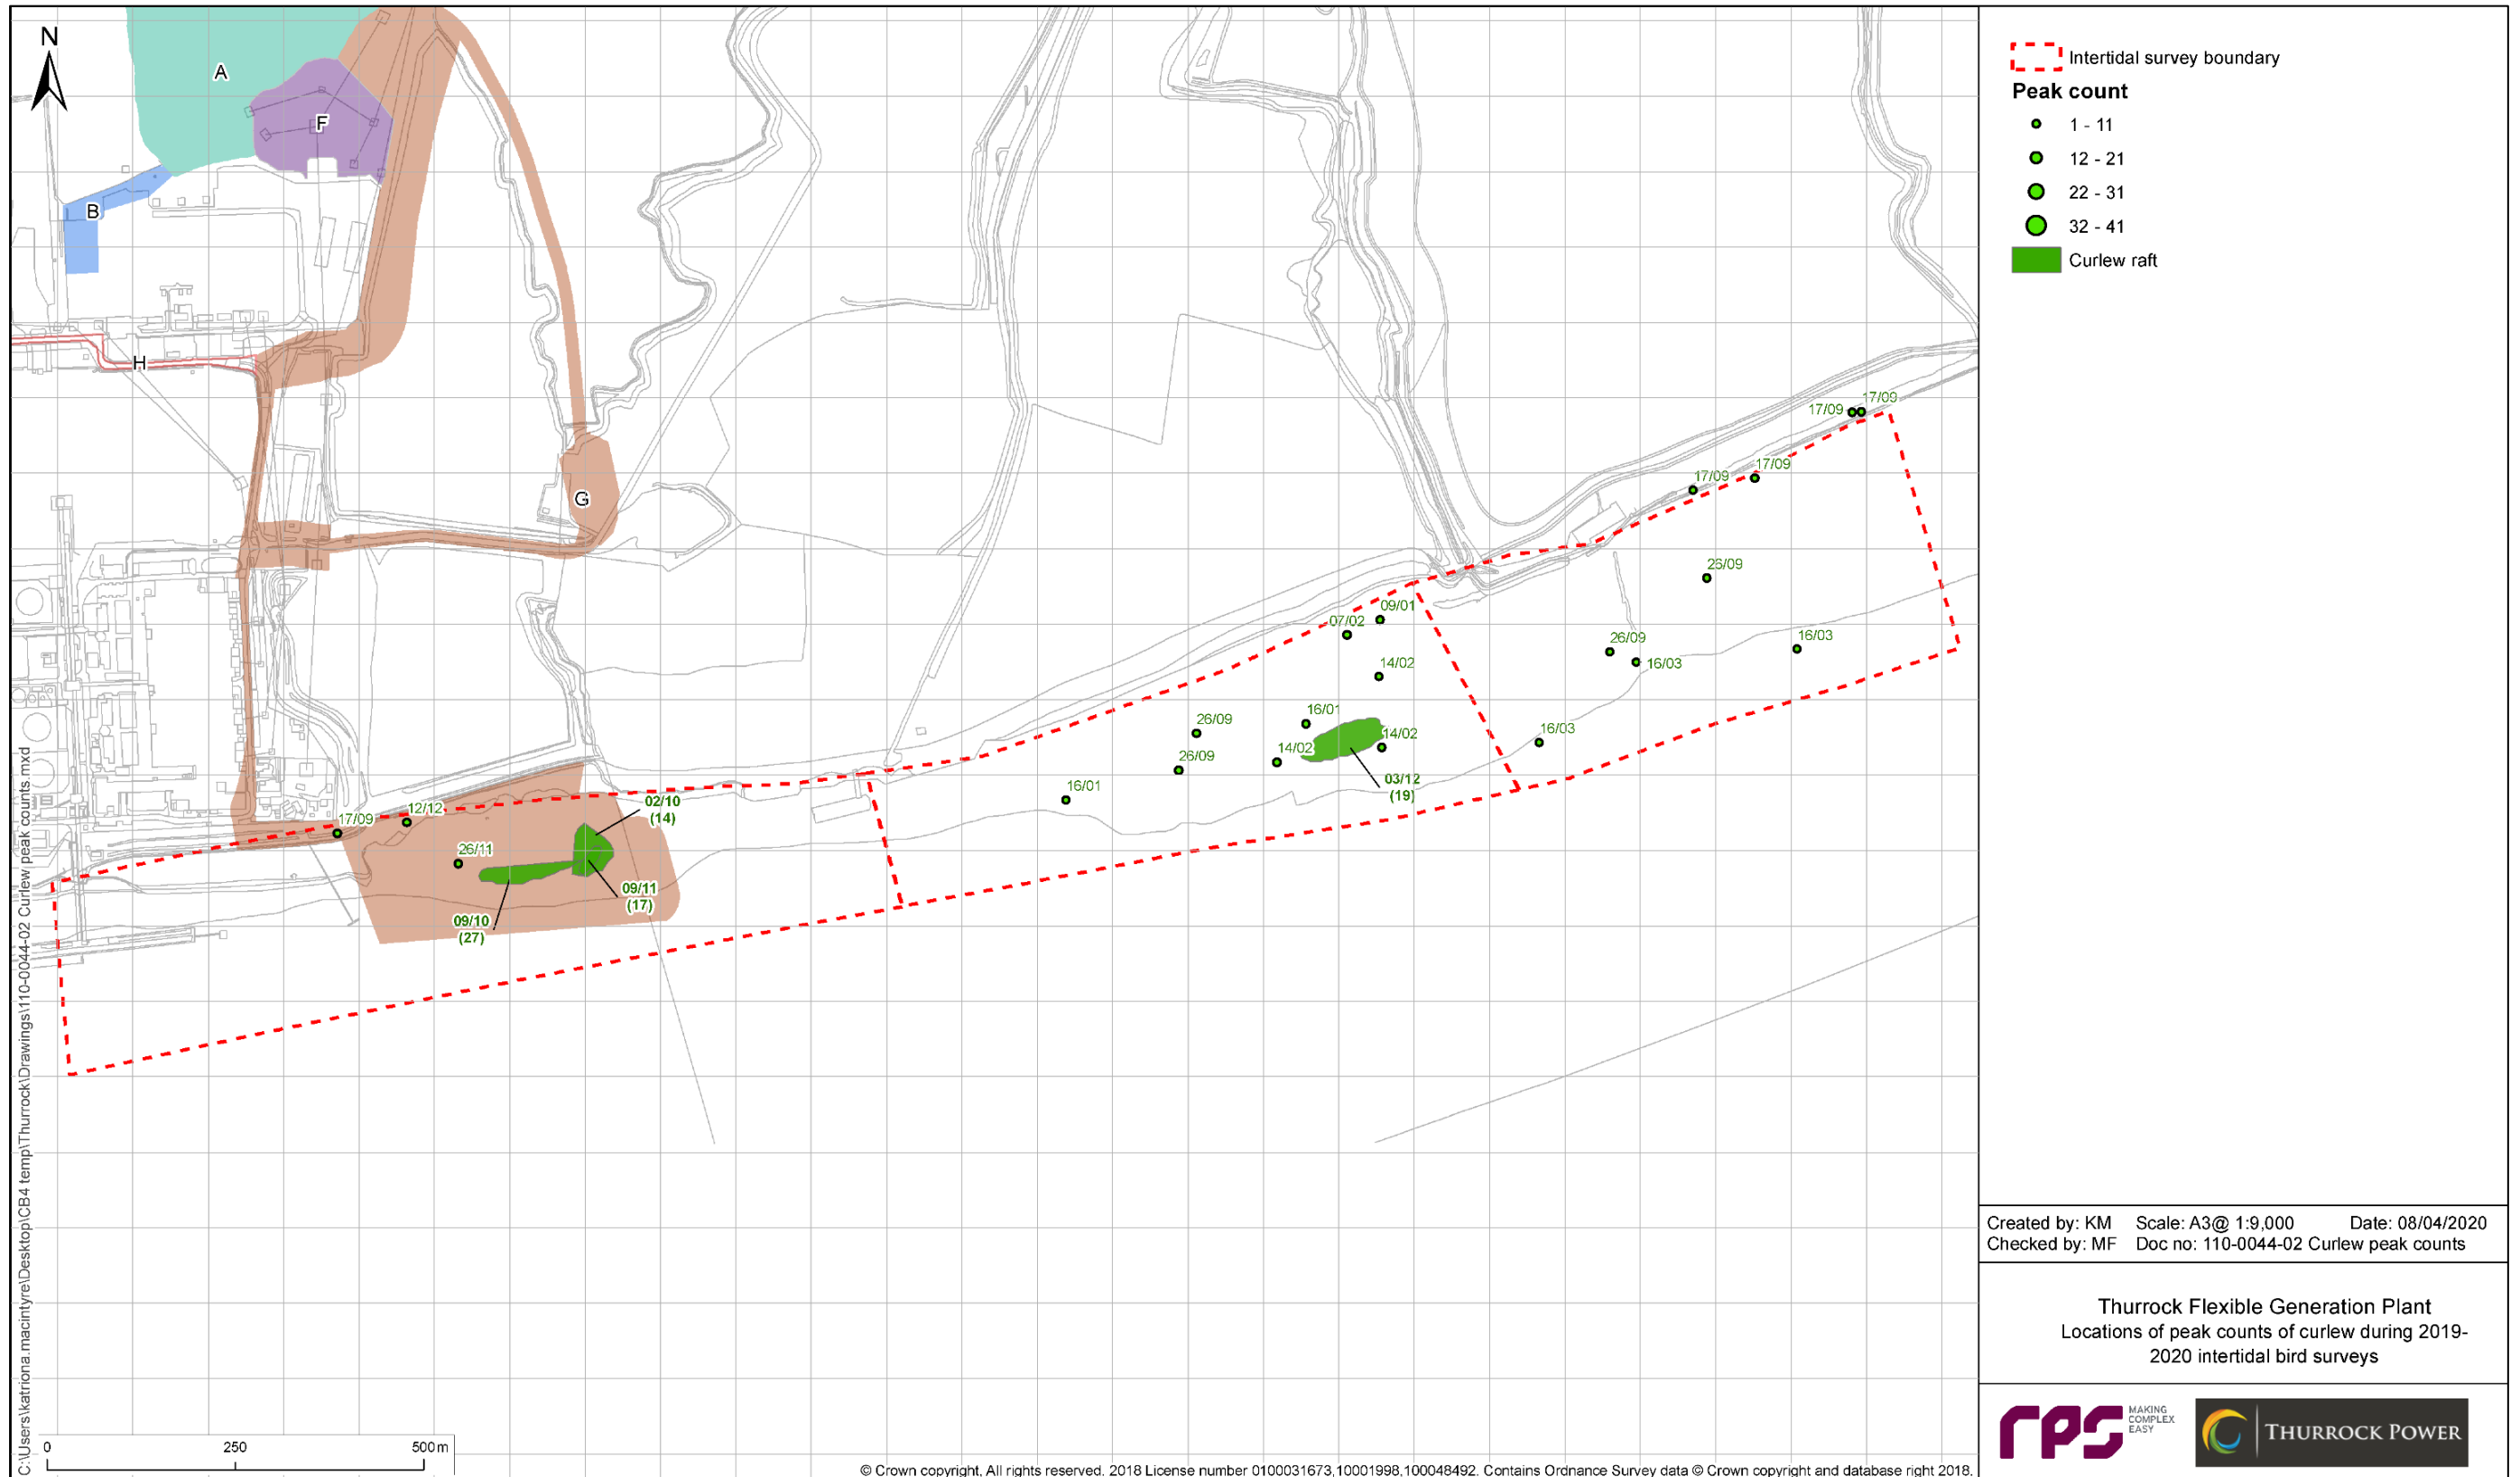 N
A
F
B
H
G
17/09
17/09
17/09
17/09
26/09
09/01
07/02
26/09
16/03
16/03
14/02
16/01
26/09
14/02
14/02
16/03
26/09
03/12
(19)
16/01
02/10
(14)
12/12
17/09
26/11
09/11
(17)
09/10
(27)
C:\Users\katriona.macintyre\Desktop\CB4 temp\Thurrock\Drawings\110-0044-02 Curlew peak counts.mxd
0 250 500 m
© Crown copyright, All rights reserved. 2018 License number 0100031673,10001998,100048492. Contains Ordnance Survey data © Crown copyright and database right 2018.
Intertidal survey boundary
Peak count
1 - 11
12 - 21
22 - 31
32 - 41
Curlew raft
Created by: KM Scale: A3@ 1:9,000 Date: 08/04/2020
Checked by: MF Doc no: 110-0044-02 Curlew peak counts
Thurrock Flexible Generation Plant
Locations of peak counts of curlew during 2019-
2020 intertidal bird surveys
rps MAKING
COMPLEX
EASY
THURROCK POWER